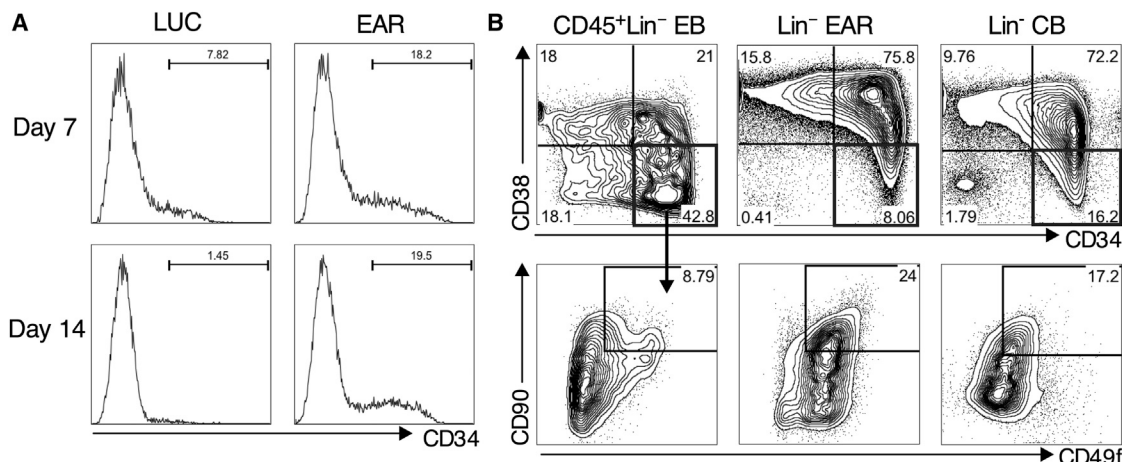 A
LUC
EAR
Day 7
7.82
18.2
Day 14
1.45
19.5
CD34
B
CD45⁺Lin⁻ EB
Lin⁻ EAR
Lin⁻ CB
CD38
18
21
18.1
42.8
15.8
75.8
0.41
8.06
9.76
72.2
1.79
16.2
CD34
CD90
8.79
24
17.2
CD49f